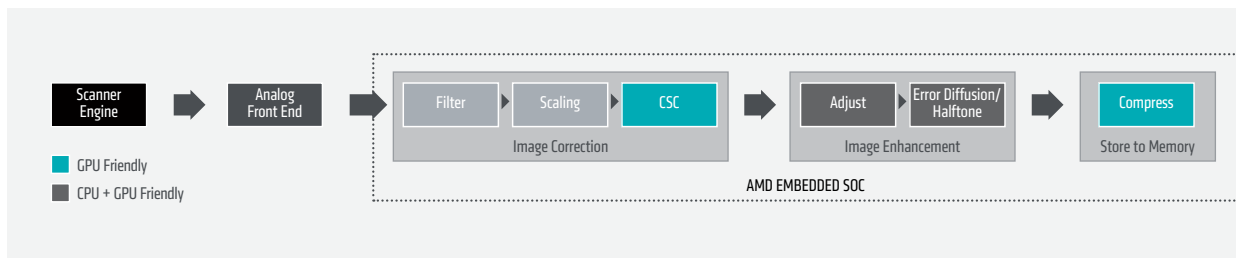 Scanner
Engine
Analog
Front End
Filter
Scaling
CSC
Image Correction
Adjust
Error Diffusion/
Halftone
Image Enhancement
Compress
Store to Memory
GPU Friendly
CPU + GPU Friendly
AMD EMBEDDED SOC